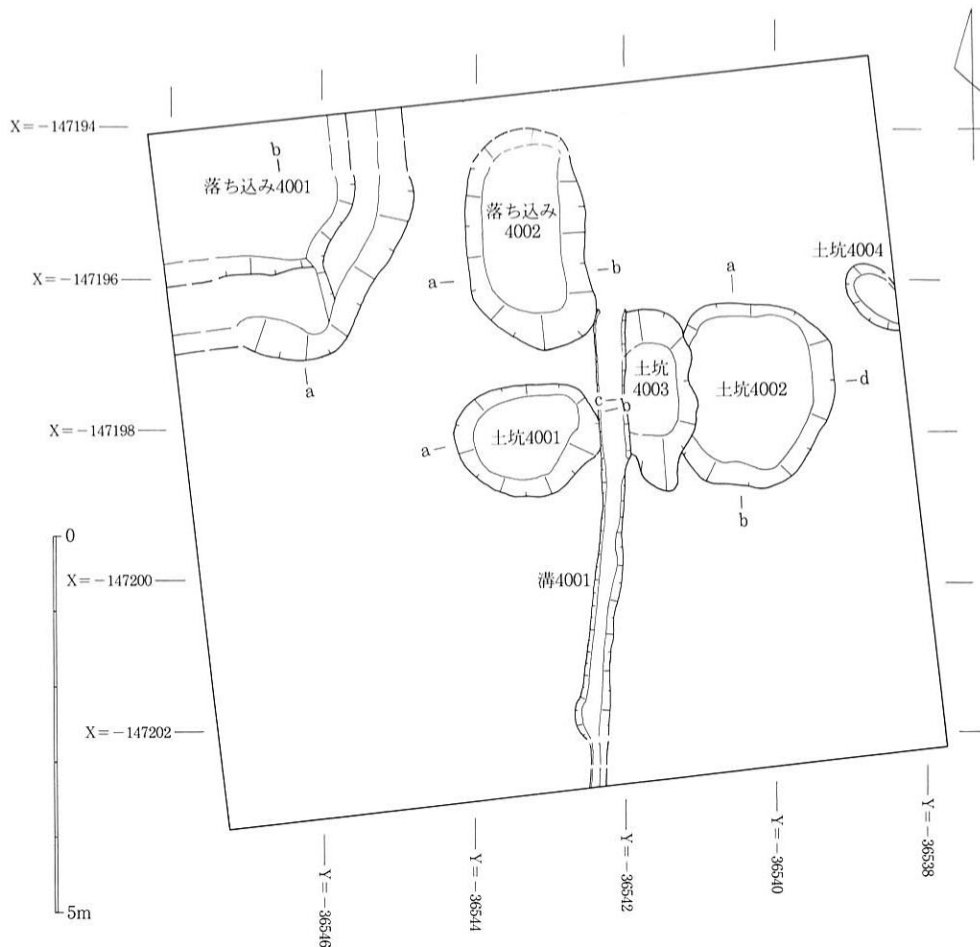 X=-147194
b
落ち込み4001
落ち込み
4002
土坑4004
X=-147196
a
b
a
a
土坑
4003
土坑4002
d
c
b
X=-147198
a
土坑4001
b
0
X=-147200
溝4001
X=-147202
Y=-36546
Y=-36544
Y=-36542
Y=-36540
Y=-36538
5m